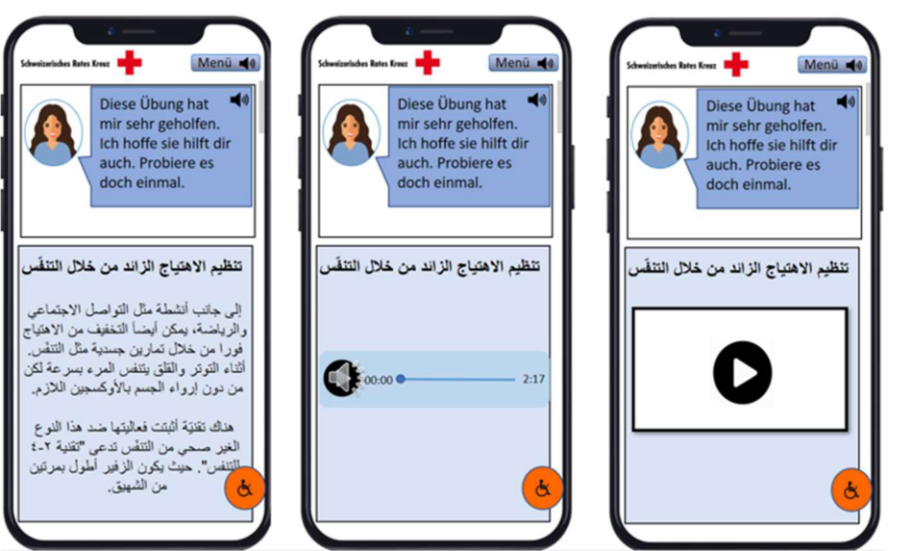 Schweizerisches Rotes Kreuz
Menü
Diese Übung hat
mir sehr geholfen.
Ich hoffe sie hilft dir
auch. Probiere es
doch einmal.
تنظيم الاهتياج الزائد من خلال التنفّس
إلى جانب أنشطة مثل التواصل الاجتماعي
والرياضة، يمكن أيضاً التخفيف من الاهتياج
فورا من خلال تمارين جسدية مثل التنفّس.
أثناء التوتر والقلق يتنفس المرء بسرعة لكن
من دون إرواء الجسم بالأوكسجين اللازم.
هناك تقنيّة أثبتت فعاليتها ضد هذا النوع
الغير صحي من التنفّس تدعى "تقنية ٢-٤
للتنفس". حيث يكون الزفير أطول بمرتين
من الشهيق.
Schweizerisches Rotes Kreuz
Menü
Diese Übung hat
mir sehr geholfen.
Ich hoffe sie hilft dir
auch. Probiere es
doch einmal.
تنظيم الاهتياج الزائد من خلال التنفّس
00:00 2:17
Schweizerisches Rotes Kreuz
Menü
Diese Übung hat
mir sehr geholfen.
Ich hoffe sie hilft dir
auch. Probiere es
doch einmal.
تنظيم الاهتياج الزائد من خلال التنفّس